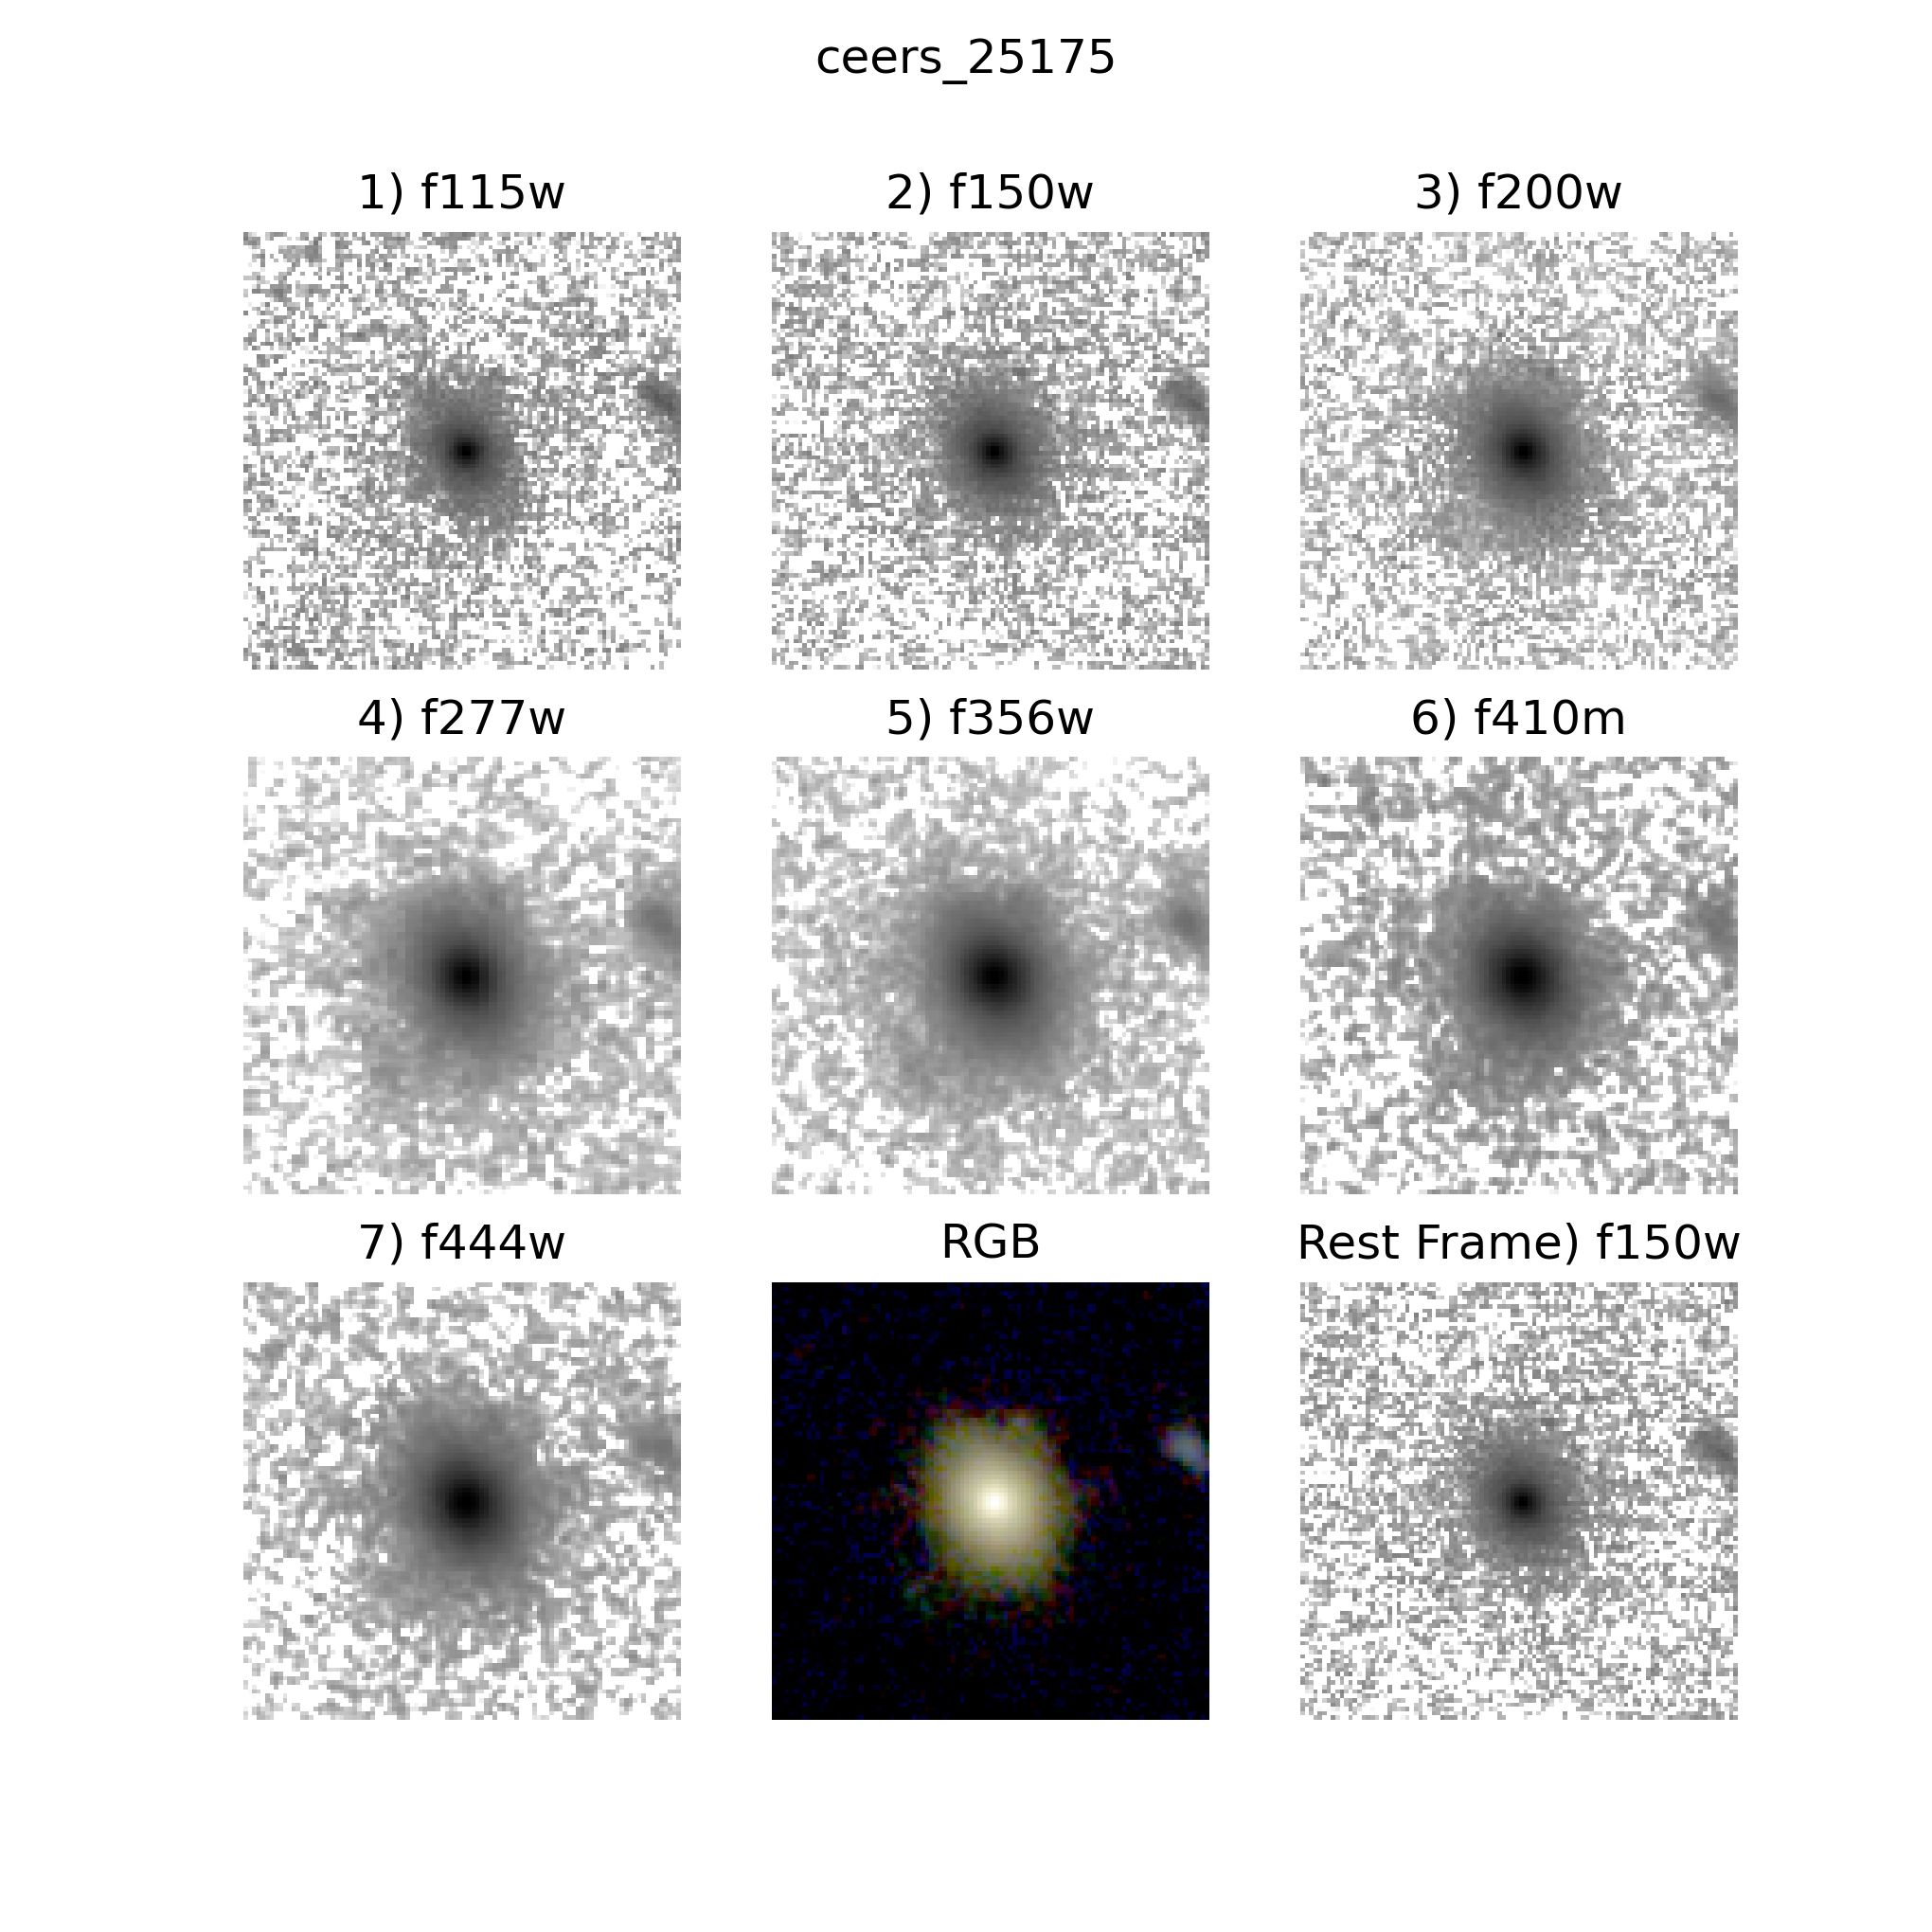 ceers_25175
1) f115w
2) f150w
3) f200w
4) f277w
5) f356w
6) f410m
7) f444w
RGB
Rest Frame) f150w